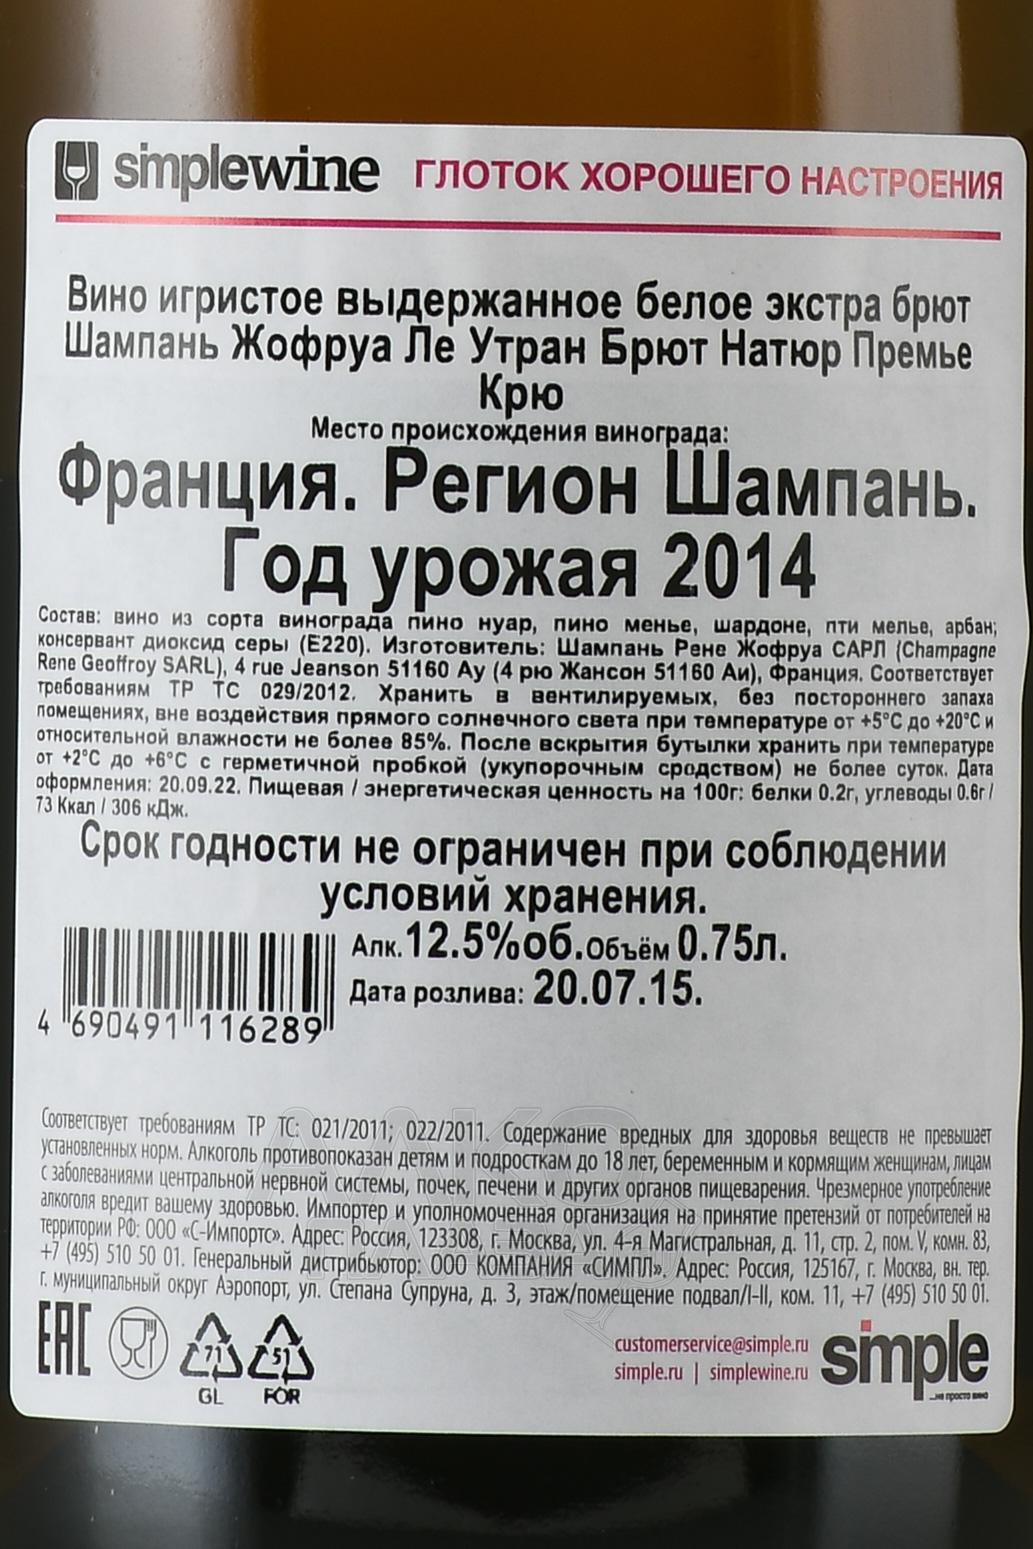 simplewine ГЛОТОК ХОРОШЕГО НАСТРОЕНИЯ
Вино игристое выдержанное белое экстра брют
Шампань Жофруа Ле Утран Брют Натюр Премье
Крю
Место происхождения винограда:
Франция. Регион Шампань.
Год урожая 2014
Состав: вино из сорта винограда пино нуар, пино менье, шардоне, пти мелье, арбан;
консервант диоксид серы (Е220). Изготовитель: Шампань Рене Жофруа САРЛ (Champagne
Rene Geoffroy SARL), 4 rue Jeanson 51160 Ay (4 рю Жансон 51160 Аи), Франция. Соответствует
требованиям ТР ТС 029/2012. Хранить в вентилируемых, без постороннего запаха
помещениях, вне воздействия прямого солнечного света при температуре от +5°С до +20°С и
относительной влажности не более 85%. После вскрытия бутылки хранить при температуре
от +2°С до +6°С с герметичной пробкой (укупорочным сродством) не более суток. Дата
оформления: 20.09.22. Пищевая / энергетическая ценность на 100г: белки 0.2г, углеводы 0.6г /
73 Ккал / 306 кДж.
Срок годности не ограничен при соблюдении
условий хранения.
Алк. 12.5%об. Объём 0.75л.
Дата розлива: 20.07.15.
4 690491 116289
Соответствует требованиям ТР ТС: 021/2011; 022/2011. Содержание вредных для здоровья веществ не превышает
установленных норм. Алкоголь противопоказан детям и подросткам до 18 лет, беременным и кормящим женщинам, лицам
с заболеваниями центральной нервной системы, почек, печени и других органов пищеварения. Чрезмерное употребление
алкоголя вредит вашему здоровью. Импортер и уполномоченная организация на принятие претензий от потребителей на
территории РФ: ООО «С-Импортс». Адрес: Россия, 123308, г. Москва, ул. 4-я Магистральная, д. 11, стр. 2, пом. V, комн. 83,
+7 (495) 510 50 01. Генеральный дистрибьютор: ООО КОМПАНИЯ «СИМПЛ». Адрес: Россия, 125167, г. Москва, вн. тер.
г. муниципальный округ Аэропорт, ул. Степана Супруна, д. 3, этаж/помещение подвал/I-II, ком. 11, +7 (495) 510 50 01.
EAC 71 51
GL FOR
customerservice@simple.ru
simple.ru | simplewine.ru
simple
...не просто вино